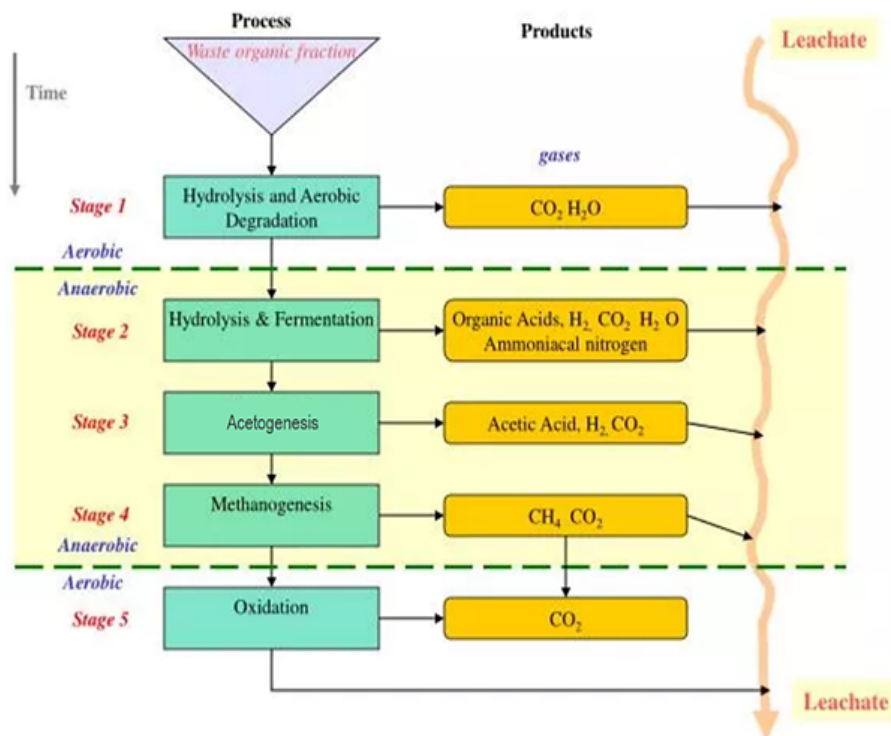 Process
Products
Leachate
Waste organic fraction
Time
gases
Stage 1
Hydrolysis and Aerobic
Degradation
CO₂ H₂O
Aerobic
Anaerobic
Stage 2
Hydrolysis & Fermentation
Organic Acids, H₂, CO₂ H₂ O
Ammoniacal nitrogen
Stage 3
Acetogenesis
Acetic Acid, H₂, CO₂
Stage 4
Methanogenesis
CH₄ CO₂
Anaerobic
Aerobic
Stage 5
Oxidation
CO₂
Leachate